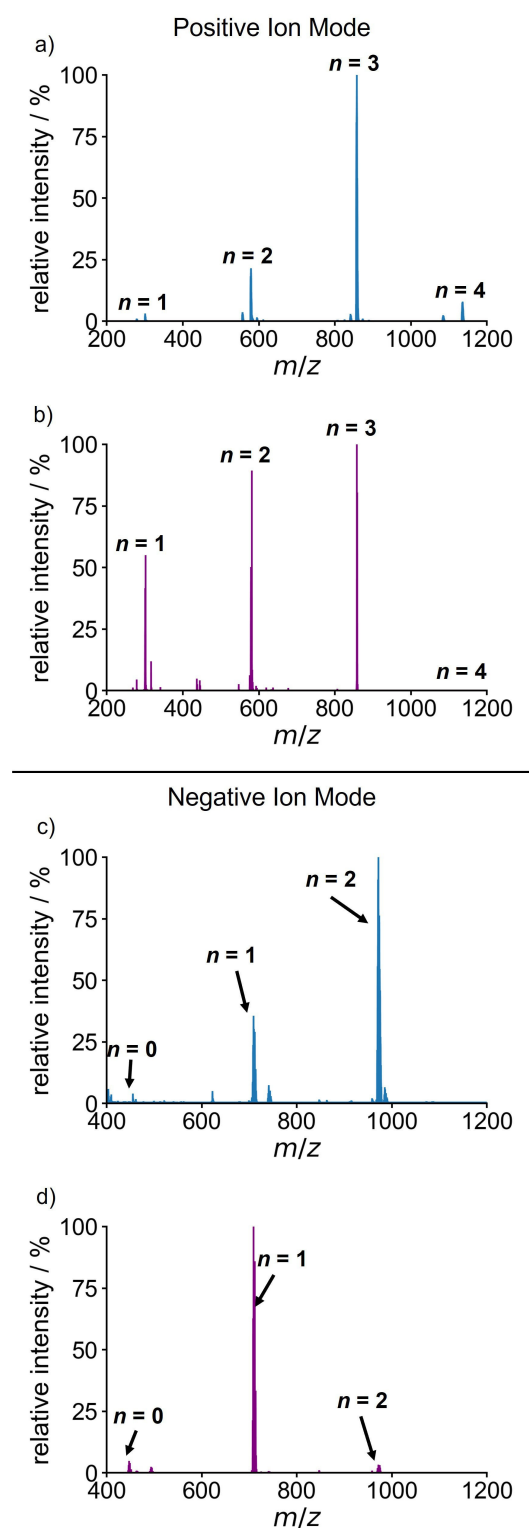 Positive Ion Mode
a)
n = 3
100
75
50
25
0
n = 2
n = 1
n = 4
relative intensity / %
200 400 600 800 1000 1200
m/z
b)
n = 3
100
75
50
25
0
n = 2
n = 1
n = 4
relative intensity / %
200 400 600 800 1000 1200
m/z
Negative Ion Mode
c)
100
75
50
25
0
n = 2
n = 1
n = 0
relative intensity / %
400 600 800 1000 1200
m/z
d)
100
75
50
25
0
n = 1
n = 2
n = 0
relative intensity / %
400 600 800 1000 1200
m/z